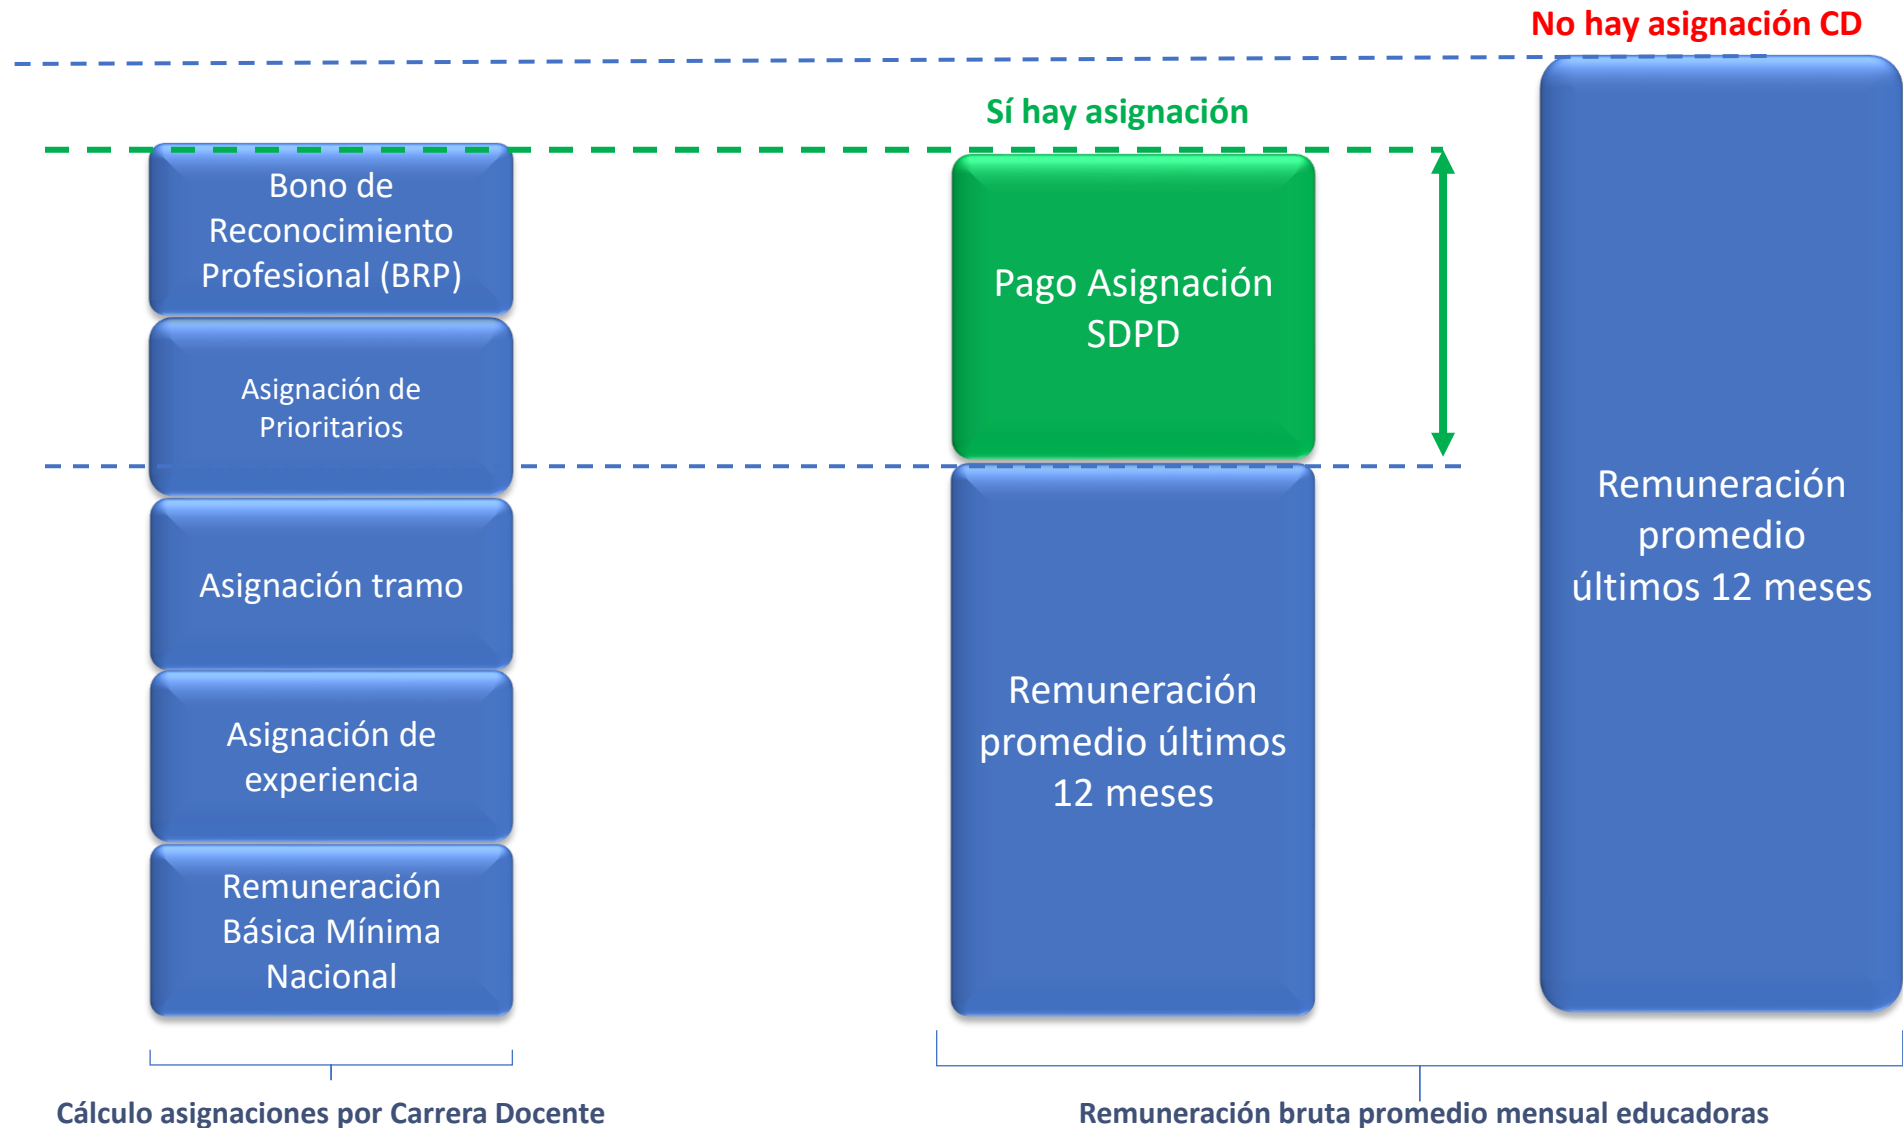 No hay asignación CD
Sí hay asignación
Bono de
Reconocimiento
Profesional (BRP)
Asignación de
Prioritarios
Asignación tramo
Asignación de
experiencia
Remuneración
Básica Mínima
Nacional
Pago Asignación
SDPD
Remuneración
promedio últimos
12 meses
Remuneración
promedio
últimos 12 meses
Cálculo asignaciones por Carrera Docente
Remuneración bruta promedio mensual educadoras